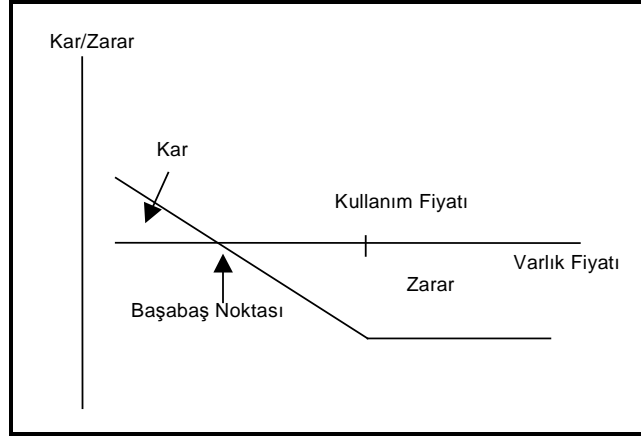 Kar/Zarar
Kar
Kullanım Fiyatı
Varlık Fiyatı
Zarar
Başabaş Noktası